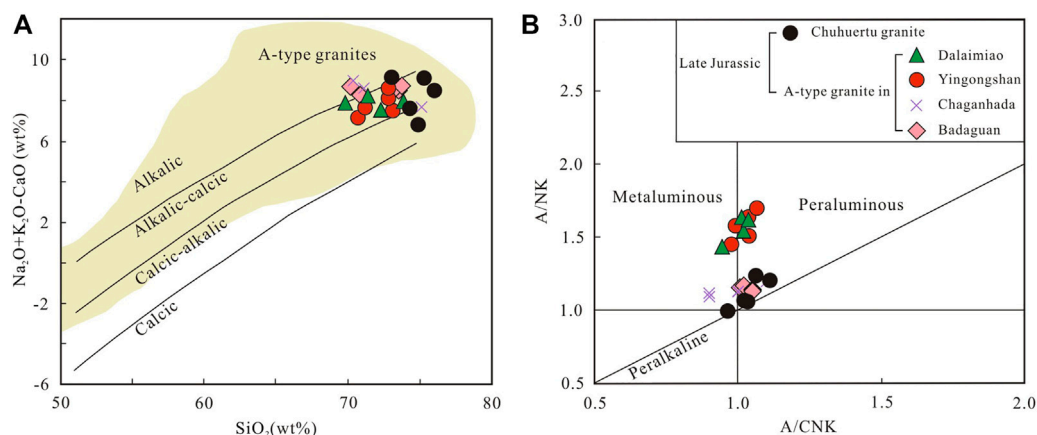 A
A-type granites
Alkalic
Alkalic-calcic
Calcic-alkalic
Calcic
Na₂O+K₂O-CaO (wt%)
10
6
2
-2
-6
50
60
70
80
SiO₂(wt%)
B
Late Jurassic
Chuhuertu granite
A-type granite in
Dalaimiao
Yingongshan
Chaganhada
Badaguan
Metaluminous
Peraluminous
Peralkaline
A/NK
3.0
2.5
2.0
1.5
1.0
0.5
0.5
1.0
1.5
2.0
A/CNK